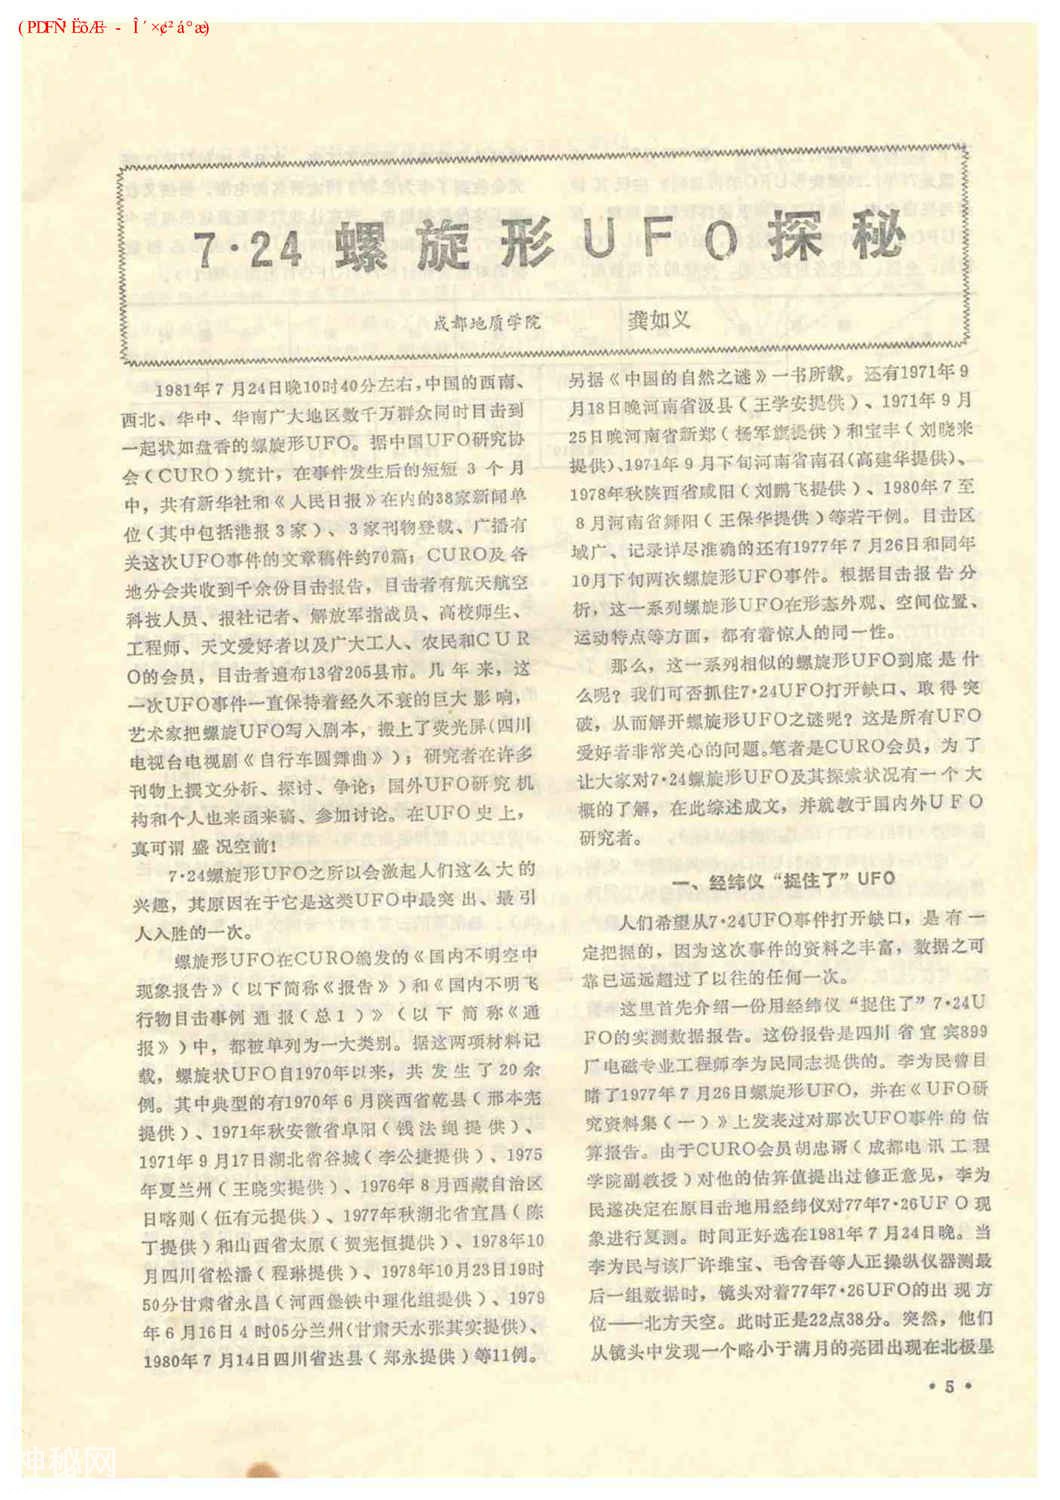 (PDFÑ¹ËõÆ÷ - Î´×¢²á°æ)
7·24 螺旋形UFO探秘
成都地质学院 龚如义
1981年7月24日晚10时40分左右,中国的西南、
西北、华中、华南广大地区数千万群众同时目击到
一起状如盘香的螺旋形UFO。据中国UFO研究协
会(CURO)统计,在事件发生后的短短3个月
中,共有新华社和《人民日报》在内的38家新闻单
位(其中包括港报3家)、3家刊物登载、广播有
关这次UFO事件的文章稿件约70篇;CURO及各
地分会共收到千余份目击报告,目击者有航天航空
科技人员、报社记者、解放军指战员、高校师生、
工程师、天文爱好者以及广大工人、农民和CUR
O的会员,目击者遍布13省205县市。几年来,这
一次UFO事件一直保持着经久不衰的巨大影响,
艺术家把螺旋UFO写入剧本,搬上了荧光屏(四川
电视台电视剧《自行车圆舞曲》);研究者在许多
刊物上撰文分析、探讨、争论;国外UFO研究机
构和个人也来函来稿、参加讨论。在UFO史上,
真可谓盛况空前!
7·24螺旋形UFO之所以会激起人们这么大的
兴趣,其原因在于它是这类UFO中最突出、最引
人入胜的一次。
螺旋形UFO在CURO编发的《国内不明空中
现象报告》(以下简称《报告》)和《国内不明飞
行物目击事例通报(总1)》(以下简称《通
报》)中,都被单列为一大类别。据这两项材料记
载,螺旋状UFO自1970年以来,共发生了20余
例。其中典型的有1970年6月陕西省乾县(邢本宪
提供)、1971年秋安徽省阜阳(钱法绳提供)、
1971年9月17日湖北省谷城(李公捷提供)、1975
年夏兰州(王晓实提供)、1976年8月西藏自治区
日喀则(伍有元提供)、1977年秋湖北省宜昌(陈
丁提供)和山西省太原(贺宪恒提供)、1978年10
月四川省松潘(程琳提供)、1978年10月23日19时
50分甘肃省永昌(河西堡铁中理化组提供)、1979
年6月16日4时05分兰州(甘肃天水张其实提供)、
1980年7月14日四川省达县(郑永提供)等11例。
另据《中国的自然之谜》一书所载。还有1971年9
月18日晚河南省汲县(王学安提供)、1971年9月
25日晚河南省新郑(杨军旗提供)和宝丰(刘晓来
提供)、1971年9月下旬河南省南召(高建华提供)、
1978年秋陕西省咸阳(刘鹏飞提供)、1980年7至
8月河南省舞阳(王保华提供)等若干例。目击区
域广、记录详尽准确的还有1977年7月26日和同年
10月下旬两次螺旋形UFO事件。根据目击报告分
析,这一系列螺旋形UFO在形态外观、空间位置、
运动特点等方面,都有着惊人的同一性。
那么,这一系列相似的螺旋形UFO到底是什
么呢?我们可否抓住7·24UFO打开缺口、取得突
破,从而解开螺旋形UFO之谜呢?这是所有UFO
爱好者非常关心的问题。笔者是CURO会员,为了
让大家对7·24螺旋形UFO及其探索状况有一个大
概的了解,在此综述成文,并就教于国内外UFO
研究者。
一、经纬仪“捉住了”UFO
人们希望从7·24UFO事件打开缺口,是有一
定把握的,因为这次事件的资料之丰富,数据之可
靠已远远超过了以往的任何一次。
这里首先介绍一份用经纬仪“捉住了”7·24U
FO的实测数据报告。这份报告是四川省宜宾899
厂电磁专业工程师李为民同志提供的。李为民曾目
睹了1977年7月26日螺旋形UFO,并在《UFO研
究资料集(一)》上发表过对那次UFO事件的估
算报告。由于CURO会员胡忠谞(成都电讯工程
学院副教授)对他的估算值提出过修正意见,李为
民遂决定在原目击地用经纬仪对77年7·26UFO现
象进行复测。时间正好选在1981年7月24日晚。当
李为民与该厂许维宝、毛舍吾等人正操纵仪器测最
后一组数据时,镜头对着77年7·26UFO的出现方
位——北方天空。此时正是22点38分。突然,他们
从镜头中发现一个略小于满月的亮团出现在北极星
·5·
神秘网